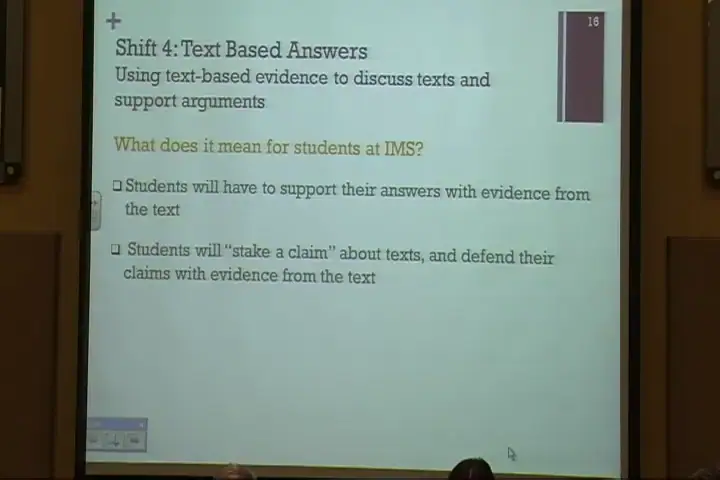 16
+
Shift 4: Text Based Answers
Using text-based evidence to discuss texts and
support arguments
What does it mean for students at IMS?
❑ Students will have to support their answers with evidence from
the text
❑ Students will “stake a claim” about texts, and defend their
claims with evidence from the text